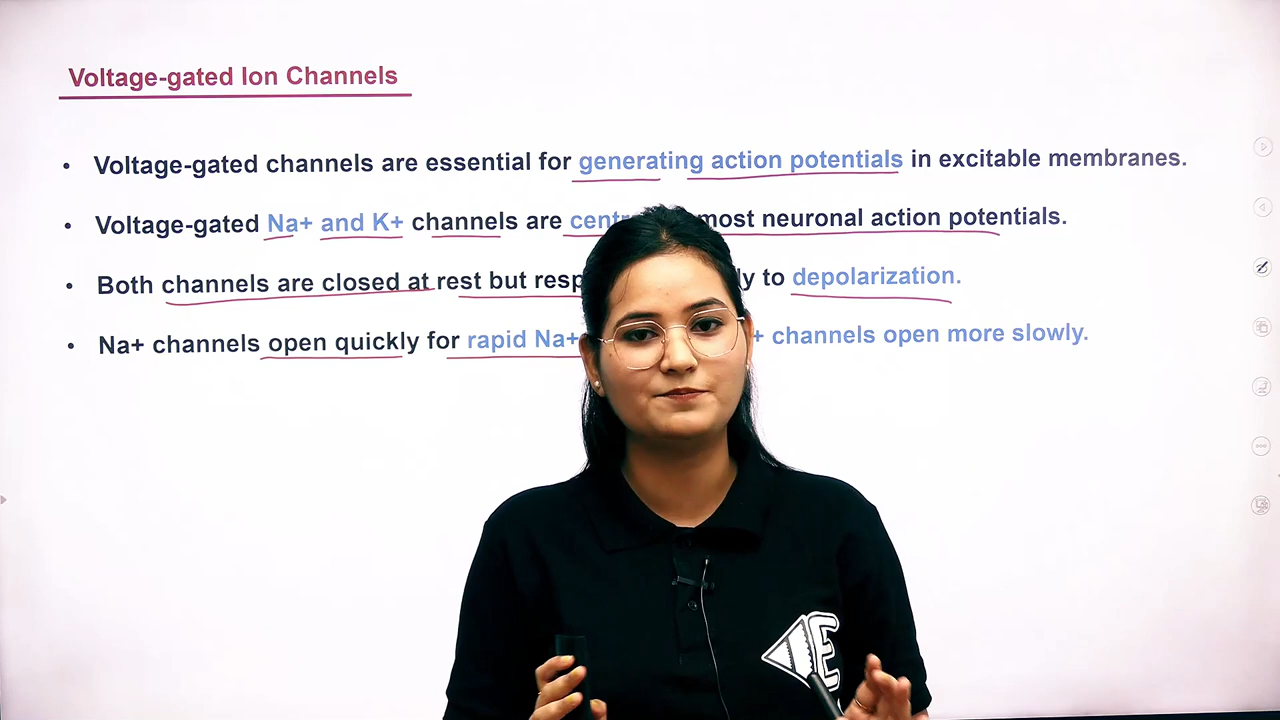 Voltage-gated Ion Channels
• Voltage-gated channels are essential for generating action potentials in excitable membranes.
• Voltage-gated Na+ and K+ channels are most neuronal action potentials.
• Both channels are closed at rest but to depolarization.
• Na+ channels open quickly for rapid Na+ channels open more slowly.
E